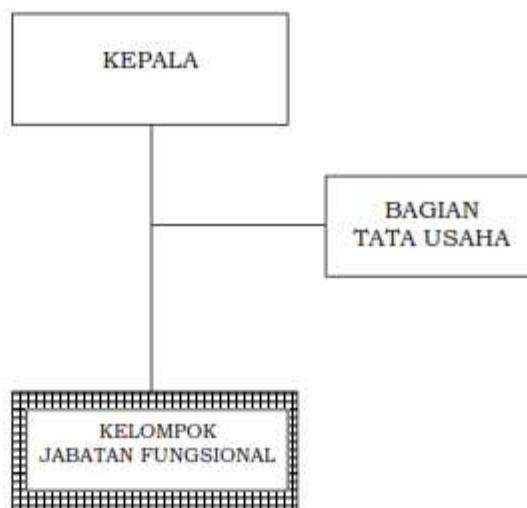 KEPALA
BAGIAN
TATA USAHA
KELOMPOK
JABATAN FUNGSIONAL